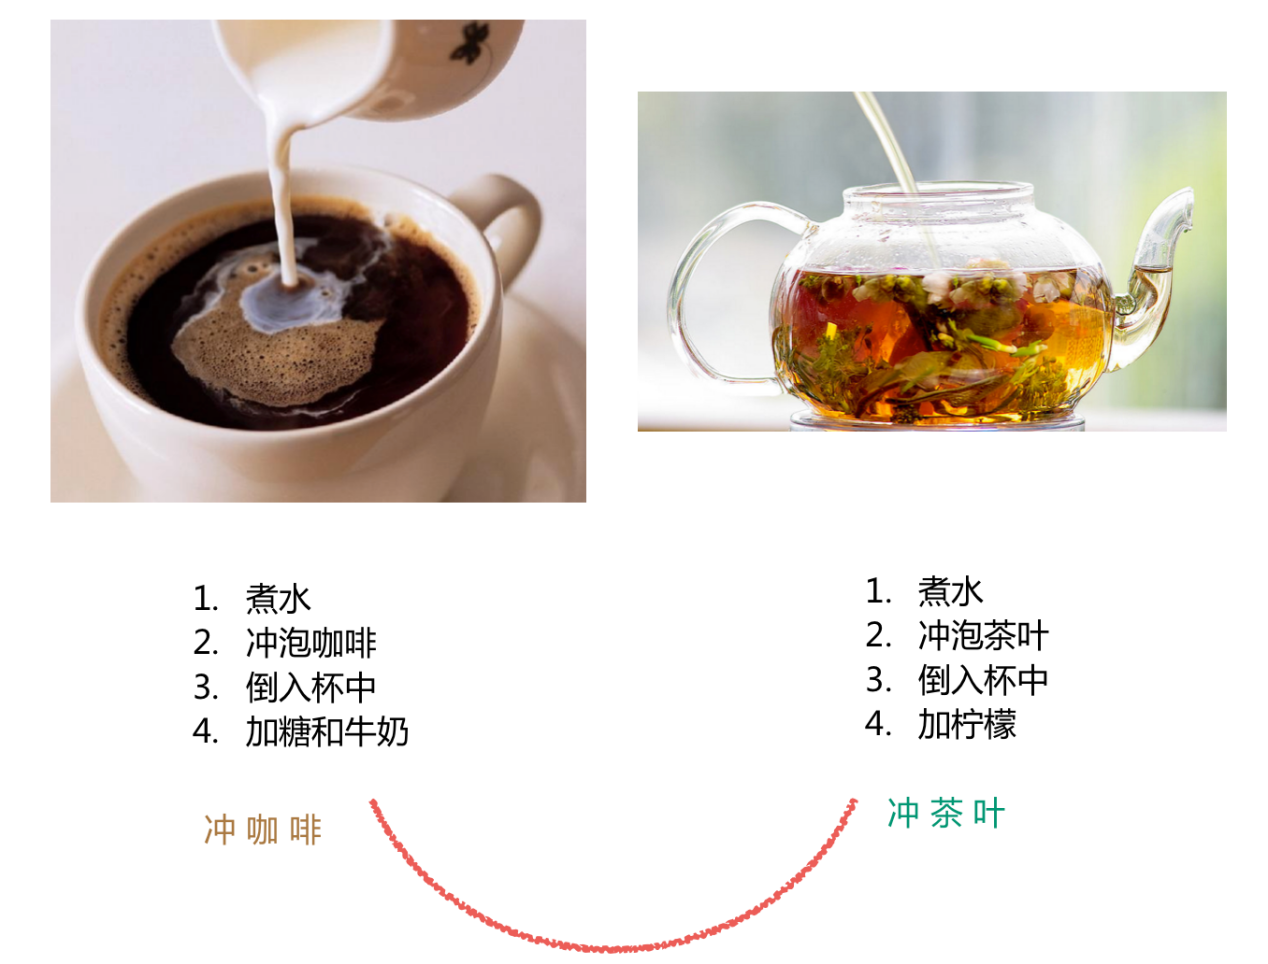 1. 煮水
2. 冲泡咖啡
3. 倒入杯中
4. 加糖和牛奶
冲咖啡
1. 煮水
2. 冲泡茶叶
3. 倒入杯中
4. 加柠檬
冲茶叶